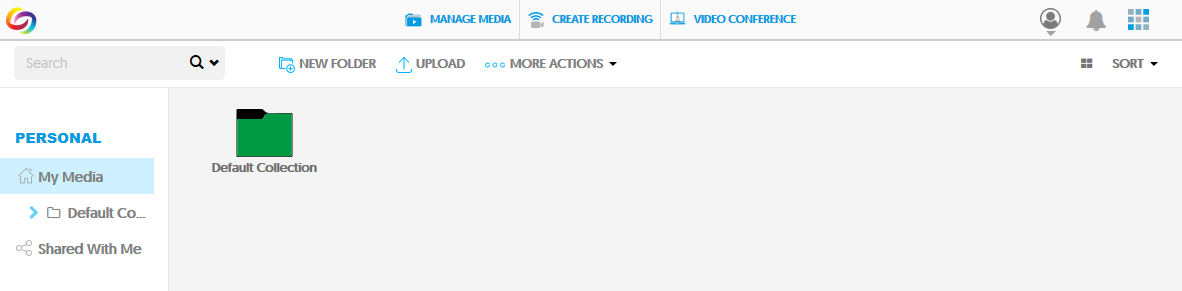 MANAGE MEDIA CREATE RECORDING VIDEO CONFERENCE
Search NEW FOLDER UPLOAD MORE ACTIONS SORT
PERSONAL
My Media
Default Co...
Shared With Me
Default Collection